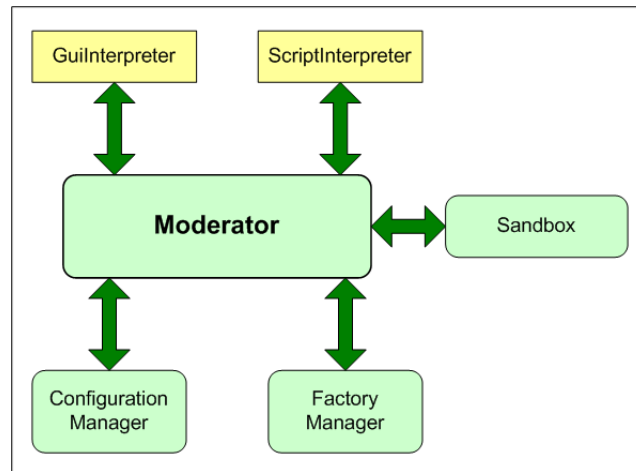 GuiInterpreter
ScriptInterpreter
Moderator
Sandbox
Configuration
Manager
Factory
Manager